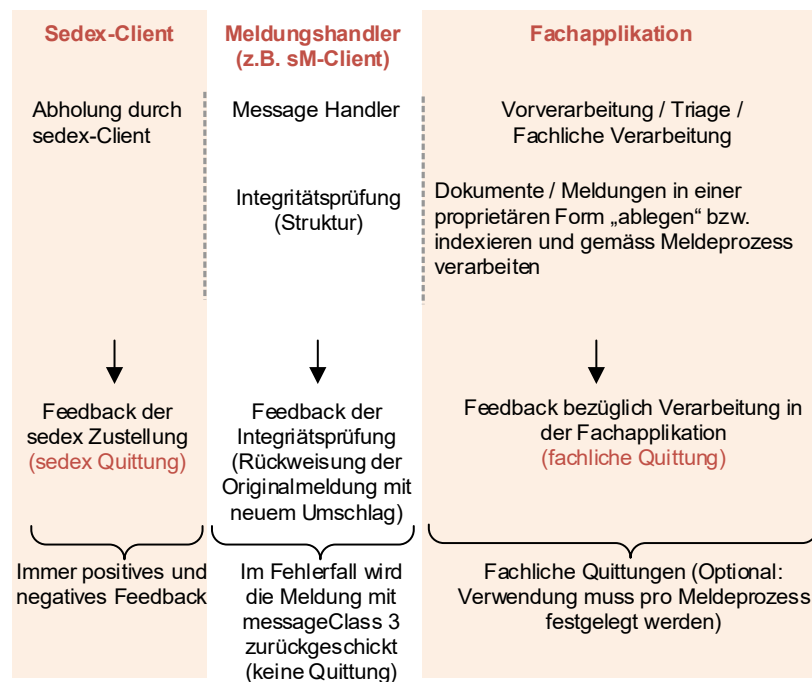 Sedex-Client
Meldungshandler
(z.B. sM-Client)
Fachapplikation
Abholung durch
sedex-Client
Message Handler
Vorverarbeitung / Triage /
Fachliche Verarbeitung
Integritätsprüfung
(Struktur)
Dokumente / Meldungen in einer
proprietären Form „ablegen“ bzw.
indexieren und gemäss Meldeprozess
verarbeiten
Feedback der
sedex Zustellung
(sedex Quittung)
Feedback der
Integriätsprüfung
(Rückweisung der
Originalmeldung mit
neuem Umschlag)
Feedback bezüglich Verarbeitung in
der Fachapplikation
(fachliche Quittung)
Immer positives und
negatives Feedback
Im Fehlerfall wird
die Meldung mit
messageClass 3
zurückgeschickt
(keine Quittung)
Fachliche Quittungen (Optional:
Verwendung muss pro Meldeprozess
festgelegt werden)